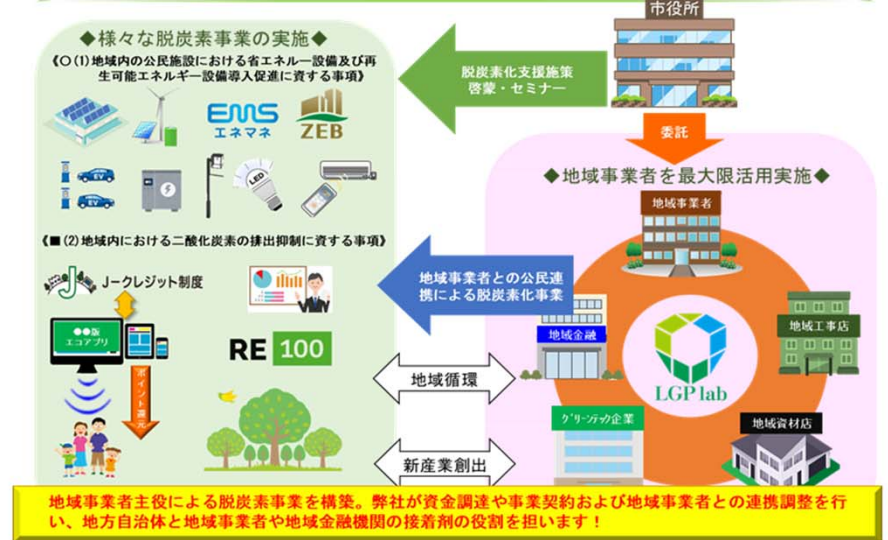 市役所
◆様々な脱炭素事業の実施◆
《〇(1)地域内の公民施設における省エネルー設備及び再
生可能エネルギー設備導入促進に資する事項》
EMS
エネマネ
ZEB
EV
EV
LED
脱炭素化支援施策
啓蒙・セミナー
委託
◆地域事業者を最大限活用実施◆
地域事業者
《■(2)地域内における二酸化炭素の排出抑制に資する事項》
J
Jークレジット制度
●●版
エコアプリ
ポイント還元
RE 100
地域事業者との公民連
携による脱炭素化事業
地域循環
新産業創出
地域金融
地域工事店
LGP lab
グリーンテック企業
地域資材店
地域事業者主役による脱炭素事業を構築。弊社が資金調達や事業契約および地域事業者との連携調整を行
い、地方自治体と地域事業者や地域金融機関の接着剤の役割を担います！